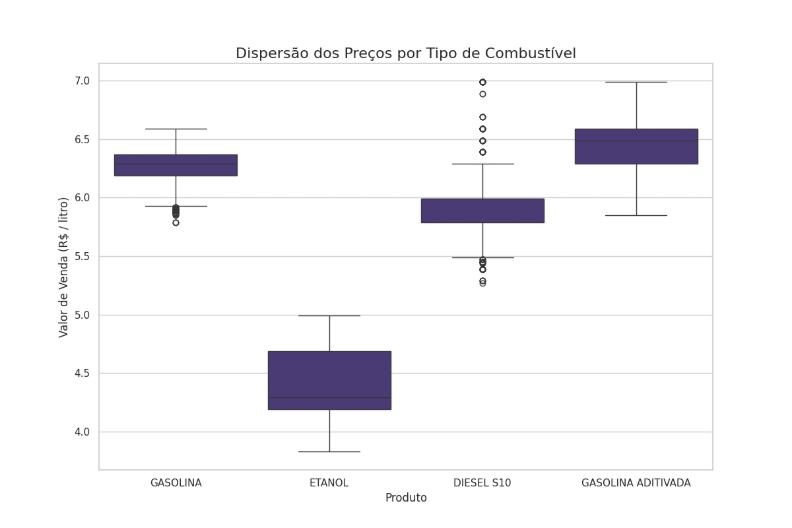 Dispersão dos Preços por Tipo de Combustível
Valor de Venda (R$ / litro)
7.0
6.5
6.0
5.5
5.0
4.5
4.0
GASOLINA
ETANOL
DIESEL S10
GASOLINA ADITIVADA
Produto